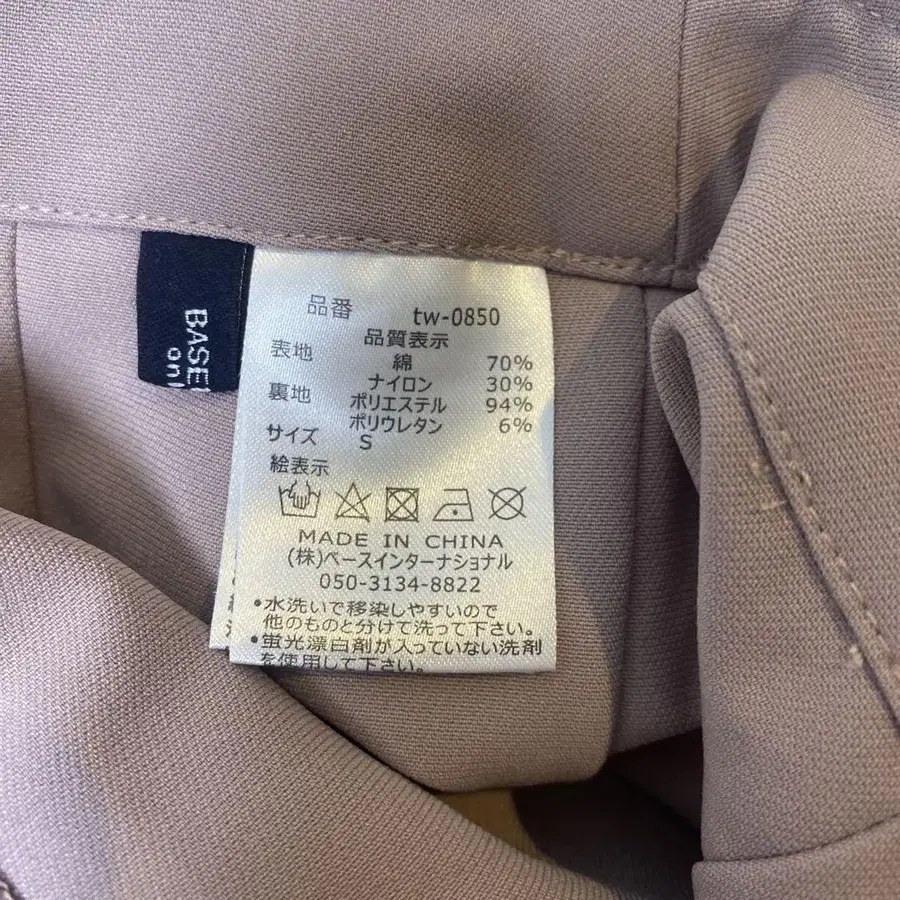 品番 tw-0850
品質表示
表地 綿 70%
ナイロン 30%
裏地 ポリエステル 94%
ポリウレタン 6%
サイズ S
絵表示
MADE IN CHINA
(株)ベースインターナショナル
050-3134-8822
•水洗いで移染しやすいので
他のものと分けて洗って下さい。
•蛍光漂白剤が入っていない洗剤
を使用して下さい。
BASE
on